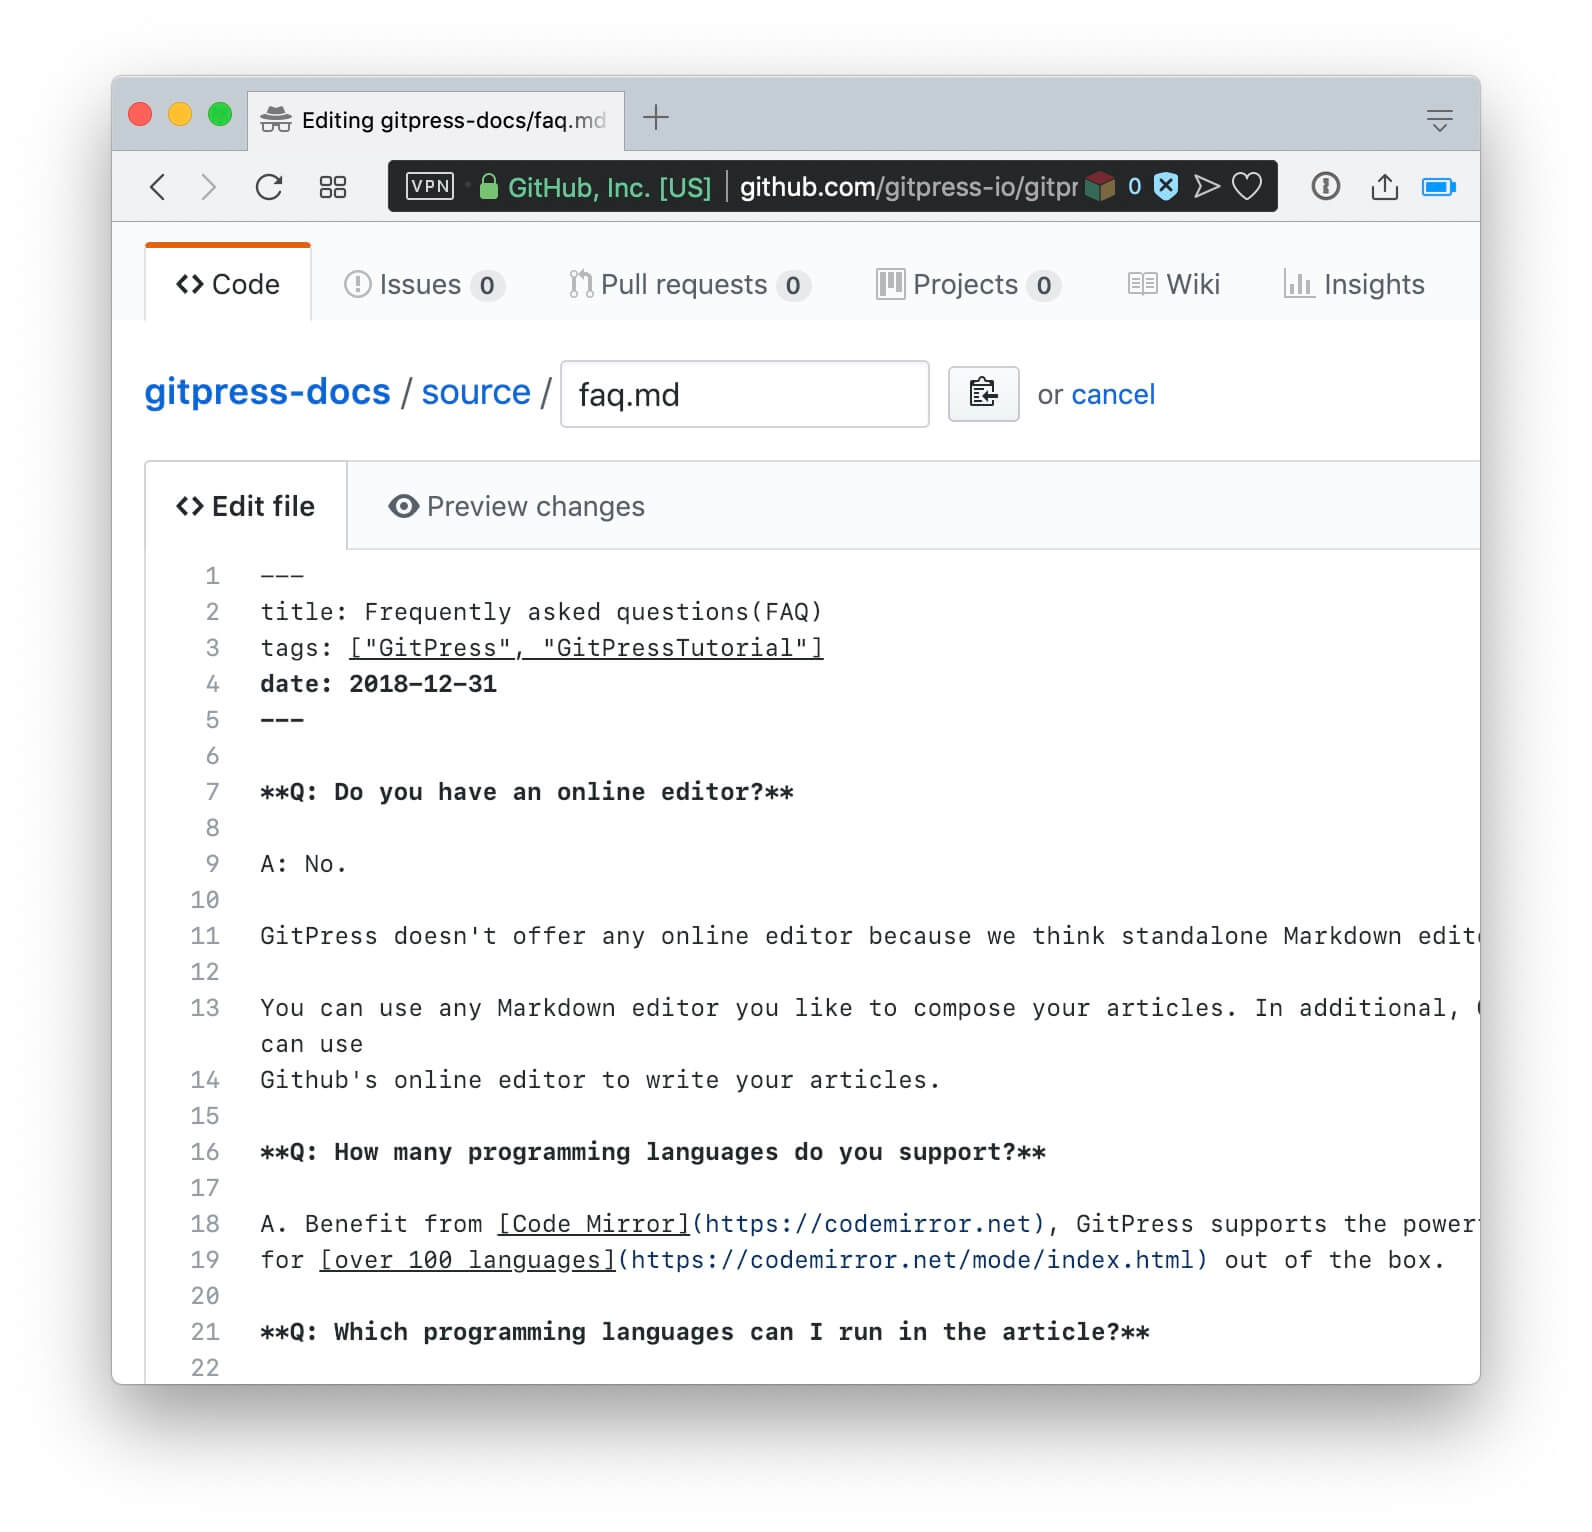 Editing gitpress-docs/faq.md
VPN GitHub, Inc. [US] github.com/gitpress-io/gitpr 0
Code Issues 0 Pull requests 0 Projects 0 Wiki Insights
gitpress-docs / source / faq.md or cancel
Edit file Preview changes
1 ---
2 title: Frequently asked questions(FAQ)
3 tags: ["GitPress", "GitPressTutorial"]
4 date: 2018-12-31
5 ---
6
7 **Q: Do you have an online editor?**
8
9 A: No.
10
11 GitPress doesn't offer any online editor because we think standalone Markdown
12
13 You can use any Markdown editor you like to compose your articles. In additional,
can use
14 Github's online editor to write your articles.
15
16 **Q: How many programming languages do you support?**
17
18 A. Benefit from [Code Mirror](https://codemirror.net), GitPress supports the
19 for [over 100 languages](https://codemirror.net/mode/index.html) out of the box.
20
21 **Q: Which programming languages can I run in the article?**
22